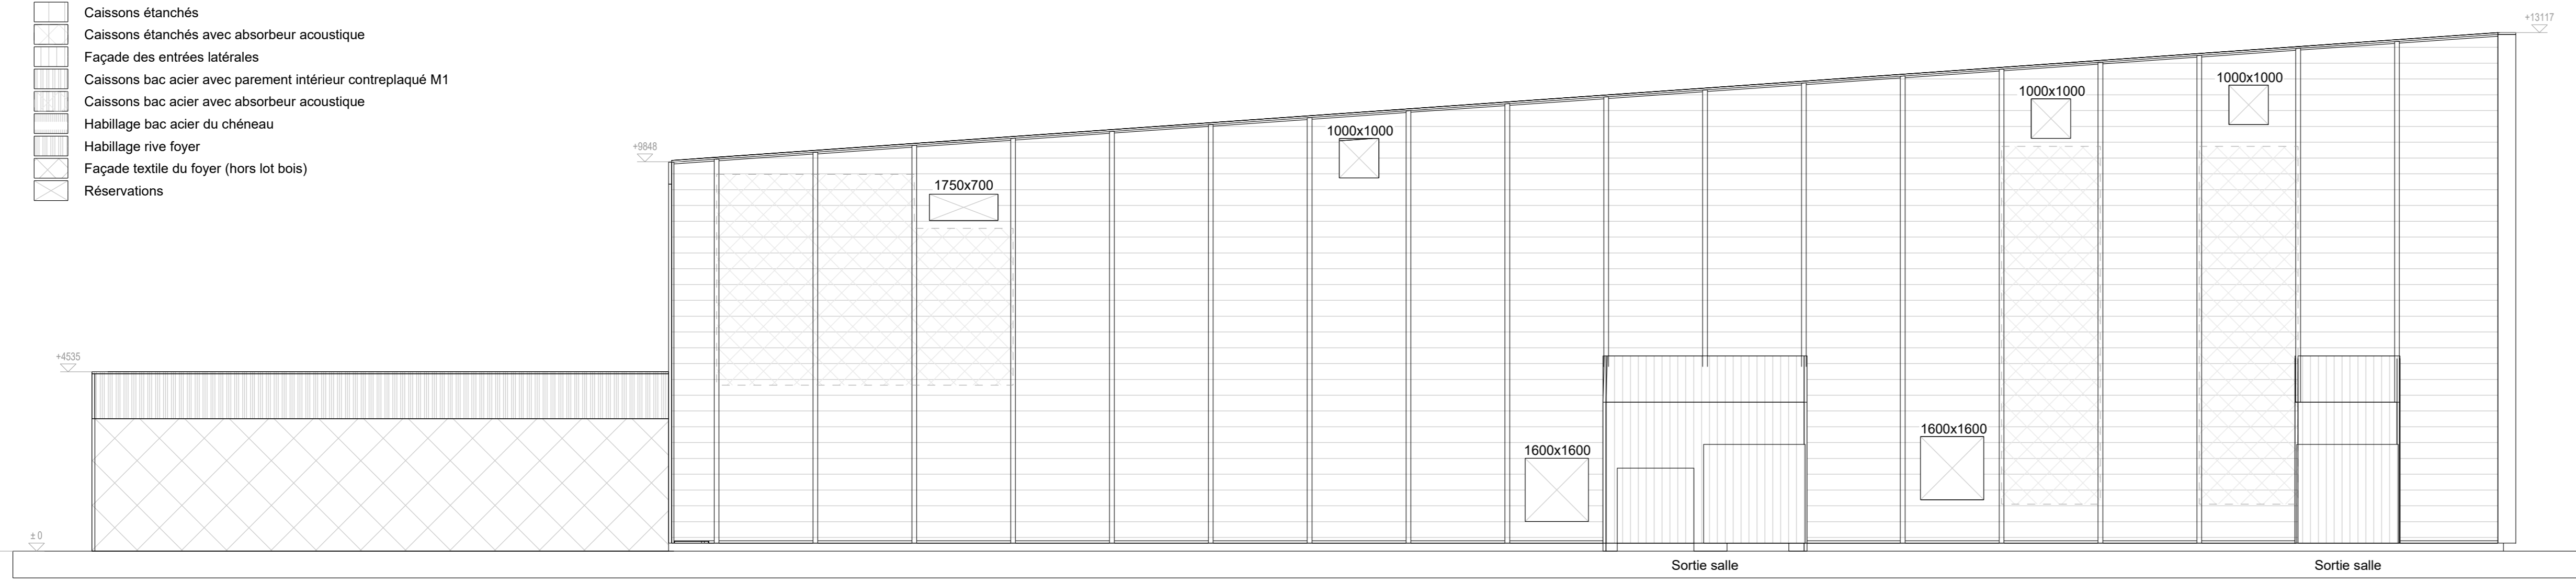 Caissons étanchés
Caissons étanchés avec absorbeur acoustique
Façade des entrées latérales
Caissons bac acier avec parement intérieur contreplaqué M1
Caissons bac acier avec absorbeur acoustique
Habillage bac acier du chéneau
Habillage rive foyer
Façade textile du foyer (hors lot bois)
Réservations
+13117
1000x1000
1000x1000
1000x1000
+9848
1750x700
+4535
1600x1600
1600x1600
± 0
Sortie salle
Sortie salle